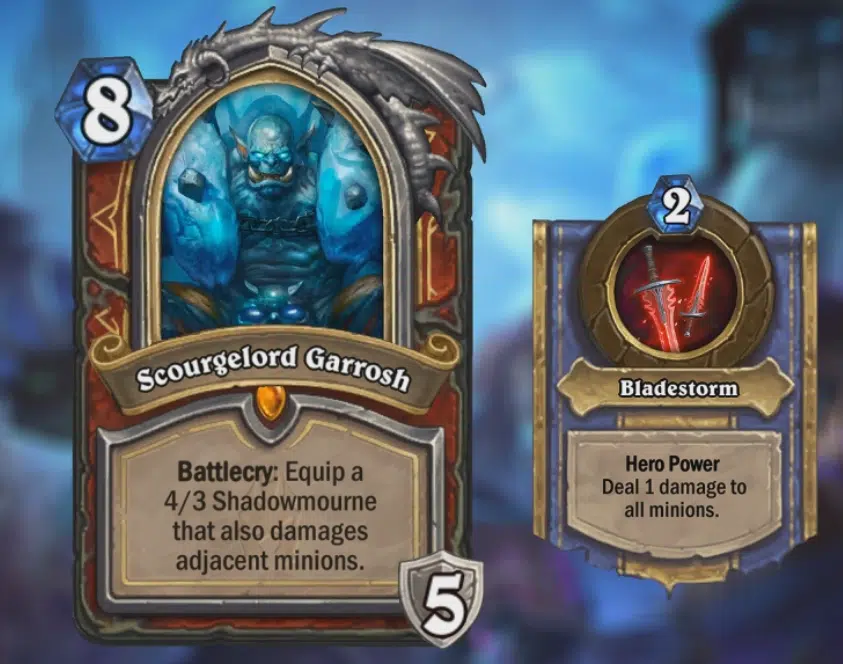 8
Scourgelord Garrosh
Battlecry: Equip a
4/3 Shadowmourne
that also damages
adjacent minions.
5
2
Bladestorm
Hero Power
Deal 1 damage to
all minions.